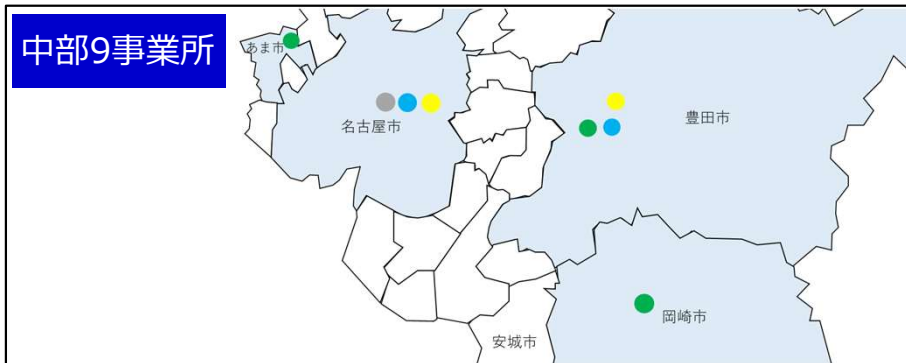 中部9事業所
あま市
名古屋市
豊田市
岡崎市
安城市